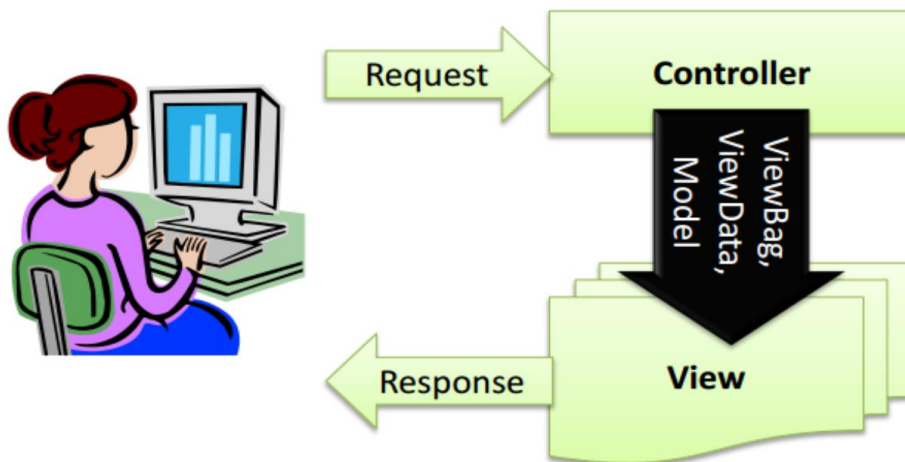 Request
Controller
ViewBag,
ViewData,
Model
Response
View